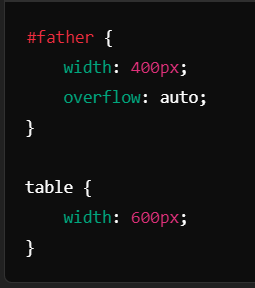 #father {
    width: 400px;
    overflow: auto;
}

table {
    width: 600px;
}